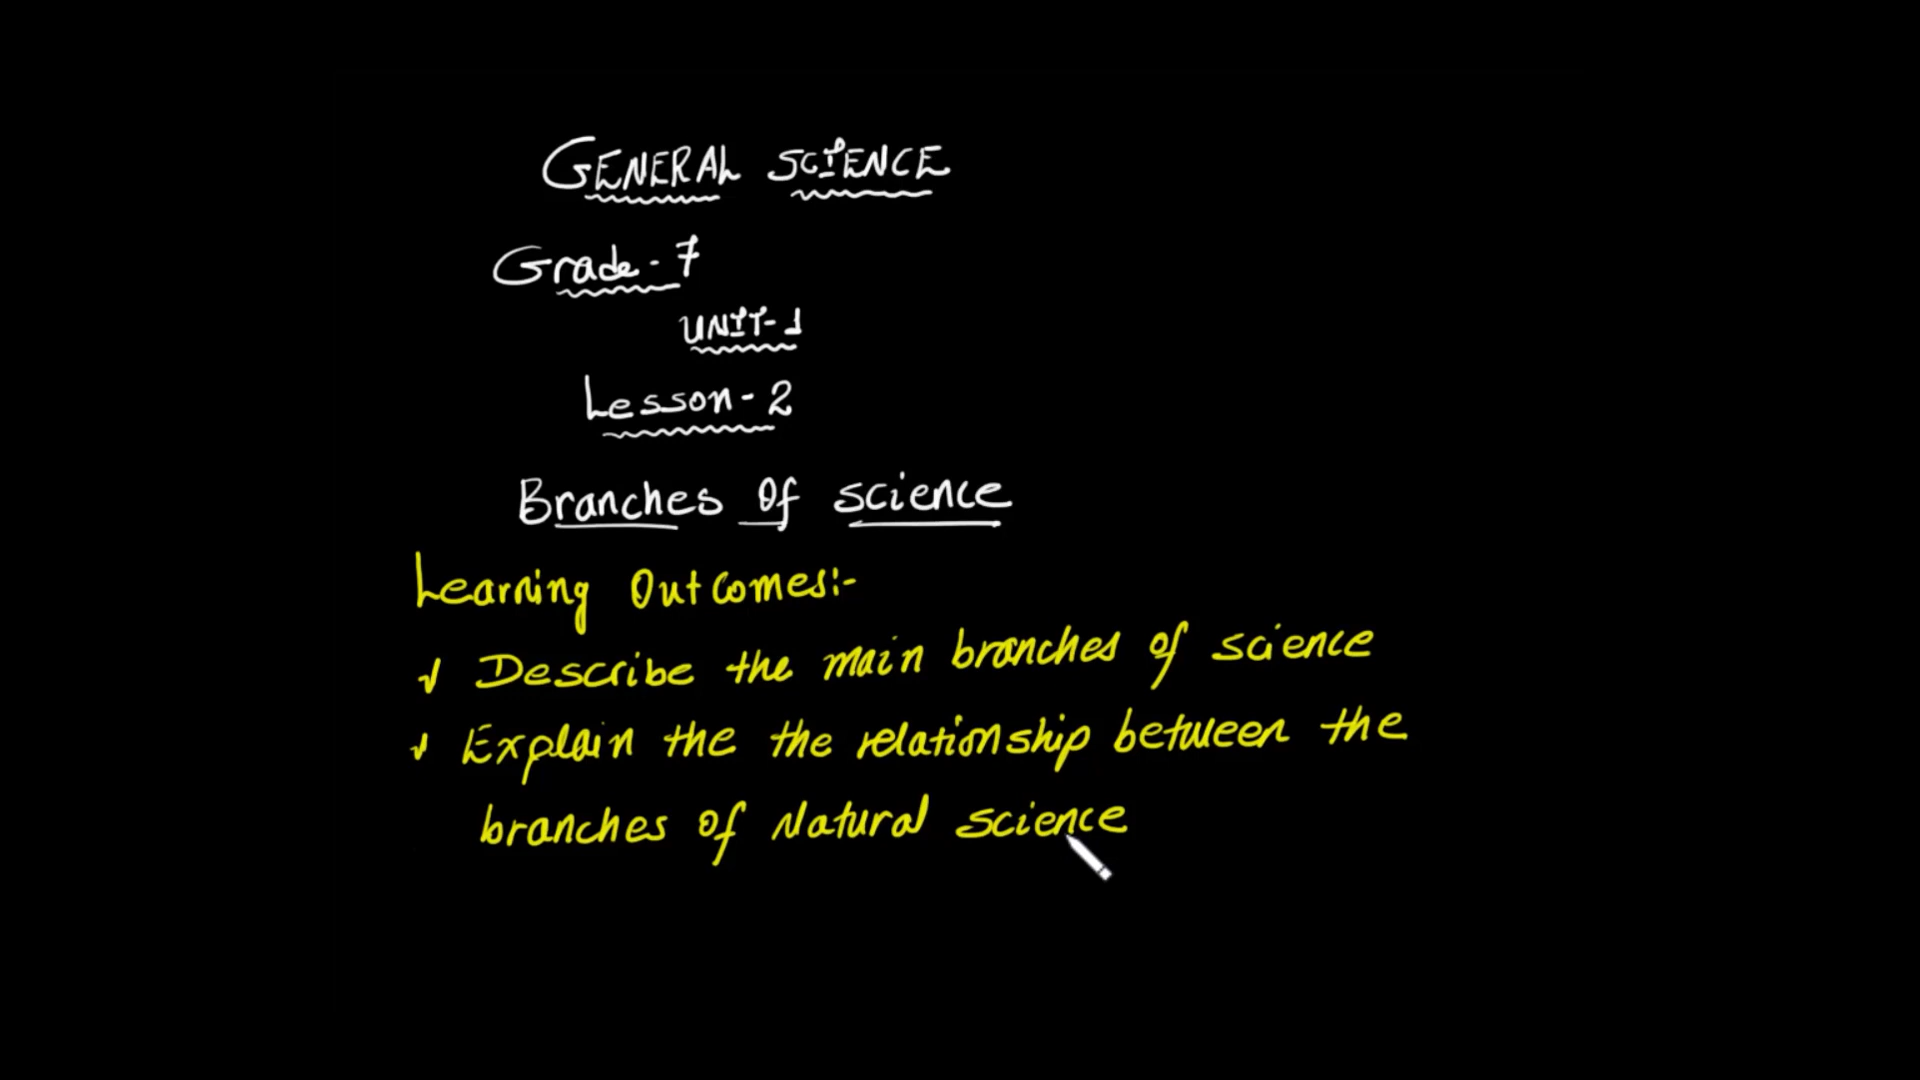 GENERAL SCIENCE
Grade - 7
UNIT - 1
Lesson - 2
Branches Of science
Learning Outcomes:-
✓ Describe the main branches of science
✓ Explain the the relationship between the
branches of Natural science